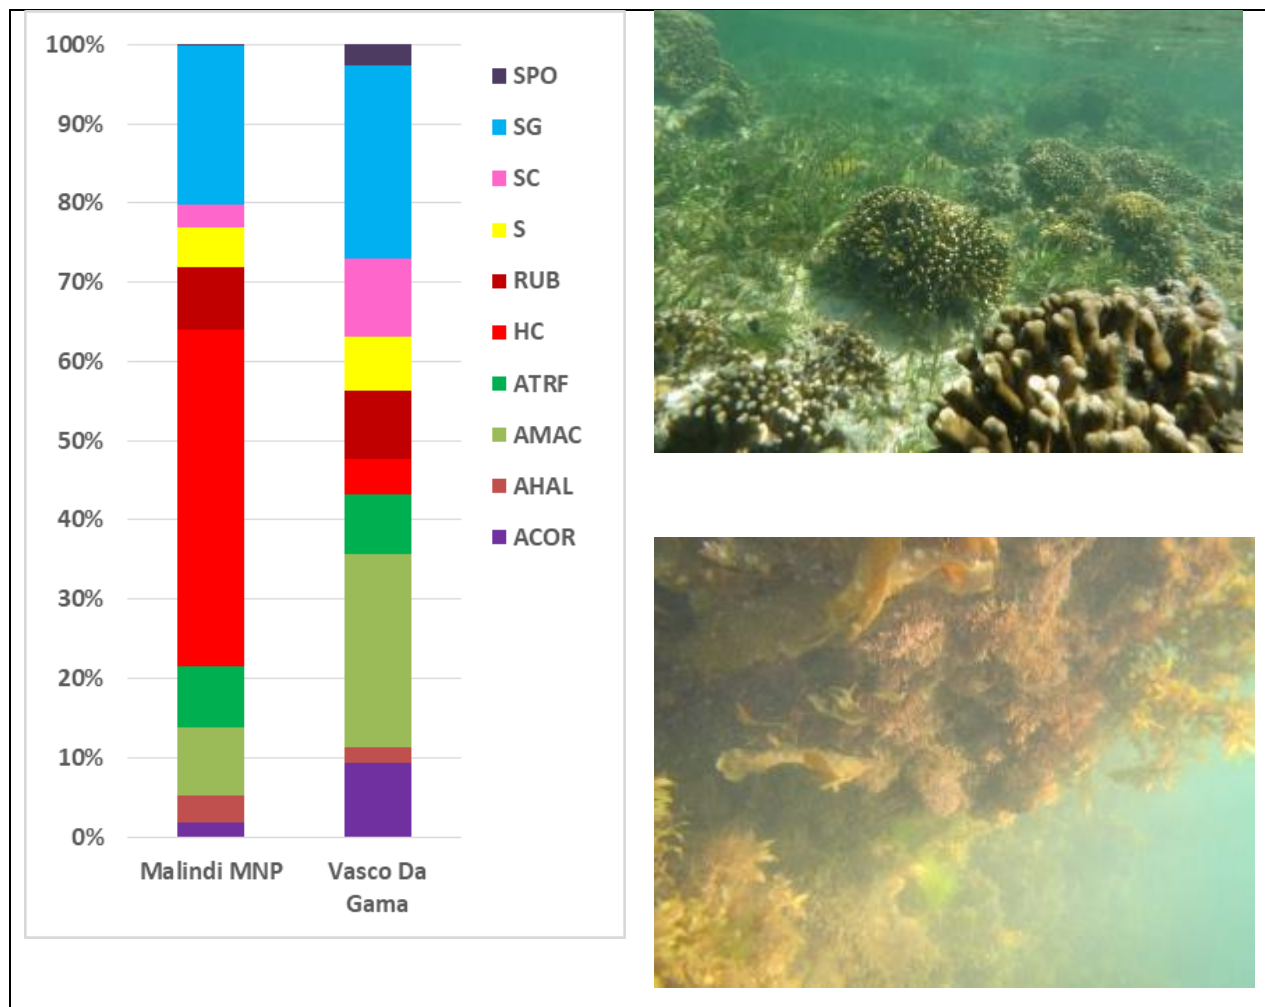 100%
90%
80%
70%
60%
50%
40%
30%
20%
10%
0%
Malindi MNP
Vasco Da
Gama
SPO
SG
SC
S
RUB
HC
ATRF
AMAC
AHAL
ACOR